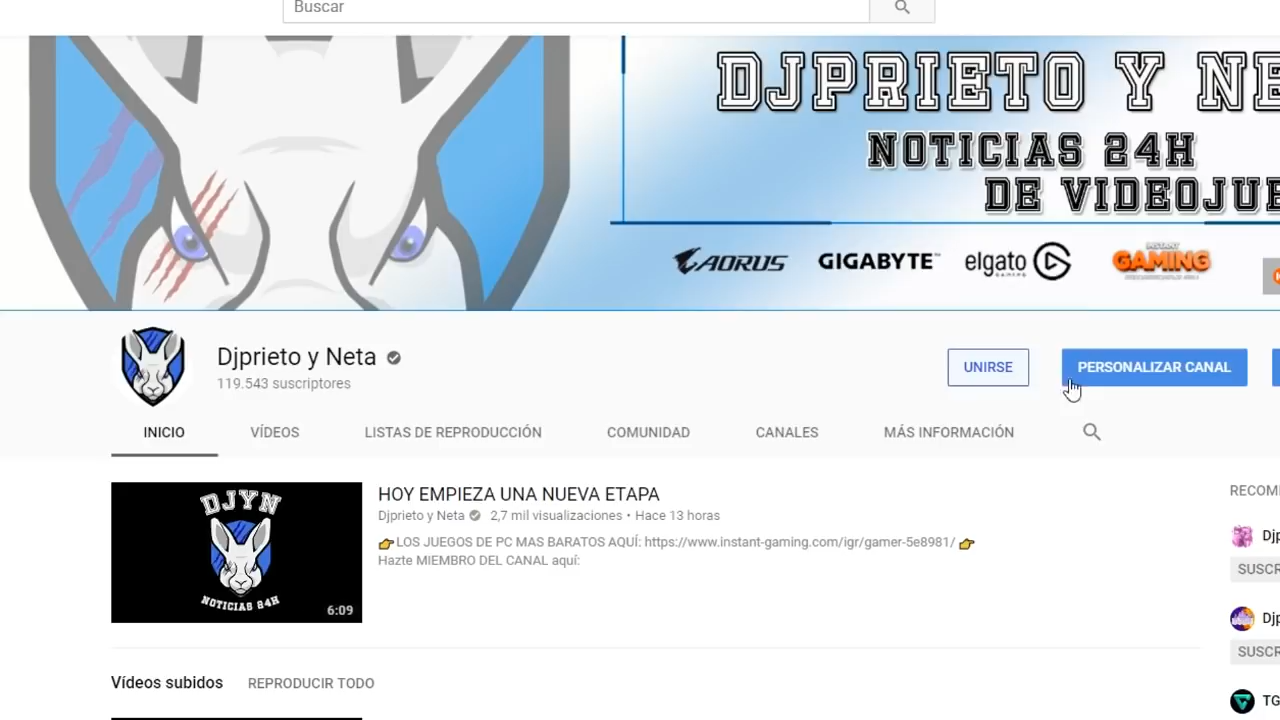 Buscar
DJPRIETO Y NE
NOTICIAS 24H
DE VIDEOJUE
AORUS GIGABYTE™ elgato GAMING INSTANT GAMING
Djprieto y Neta
119.543 suscriptores
UNIRSE
PERSONALIZAR CANAL
INICIO VÍDEOS LISTAS DE REPRODUCCIÓN COMUNIDAD CANALES MÁS INFORMACIÓN
DJYN
NOTICIAS 24H
6:09
HOY EMPIEZA UNA NUEVA ETAPA
Djprieto y Neta 2,7 mil visualizaciones • Hace 13 horas
👉LOS JUEGOS DE PC MAS BARATOS AQUÍ: https://www.instant-gaming.com/igr/gamer-5e8981/ 👉
Hazte MIEMBRO DEL CANAL aquí:
RECOM
Djp
SUSCR
Djp
SUSCR
TG
Vídeos subidos REPRODUCIR TODO